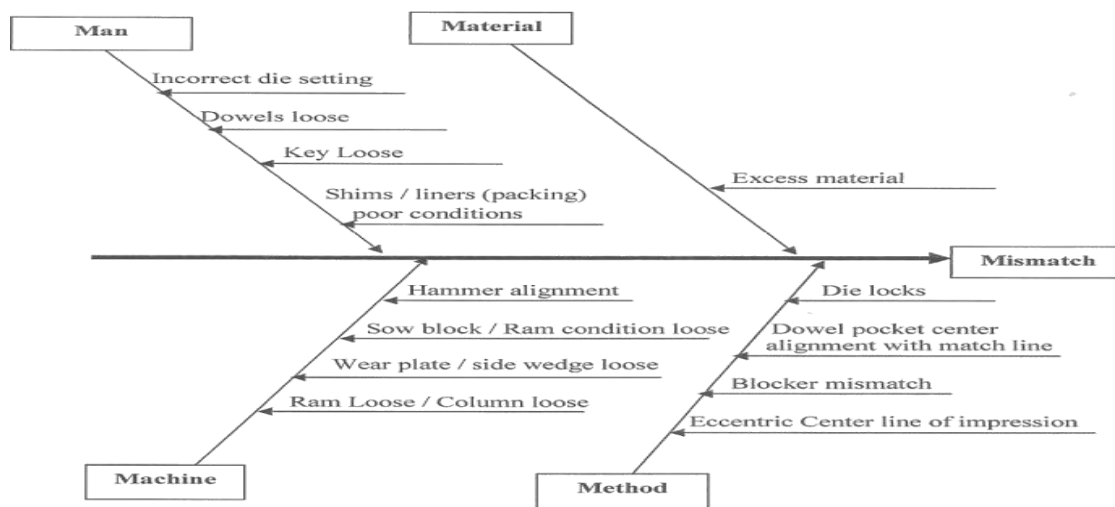 Man
Material
Incorrect die setting
Dowels loose
Key Loose
Shims / liners (packing)
poor conditions
Excess material
Mismatch
Hammer alignment
Sow block / Ram condition loose
Wear plate / side wedge loose
Ram Loose / Column loose
Die locks
Dowel pocket center
alignment with match line
Blocker mismatch
Eccentric Center line of impression
Machine
Method